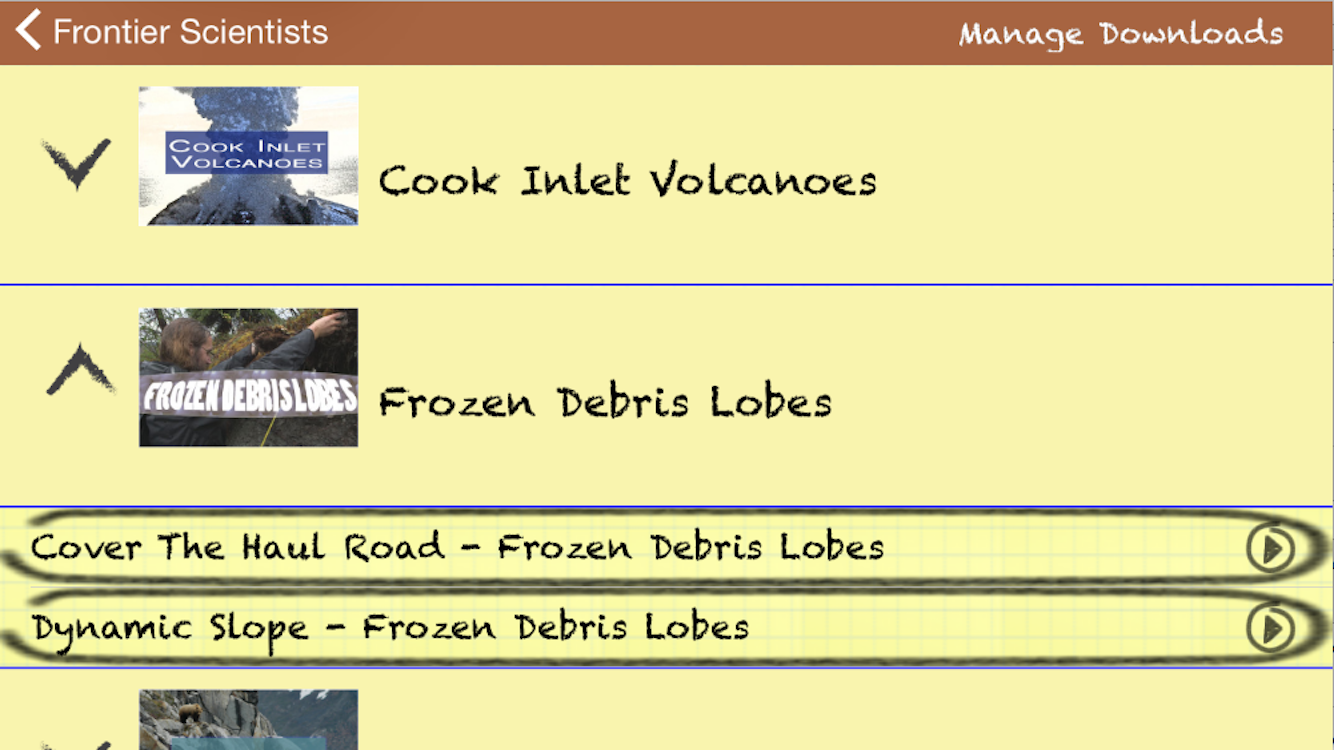 Frontier Scientists
Manage Downloads
COOK INLET
VOLCANOES
Cook Inlet Volcanoes
FROZEN DEBRIS LOBES
Frozen Debris Lobes
Cover The Haul Road - Frozen Debris Lobes
Dynamic Slope - Frozen Debris Lobes